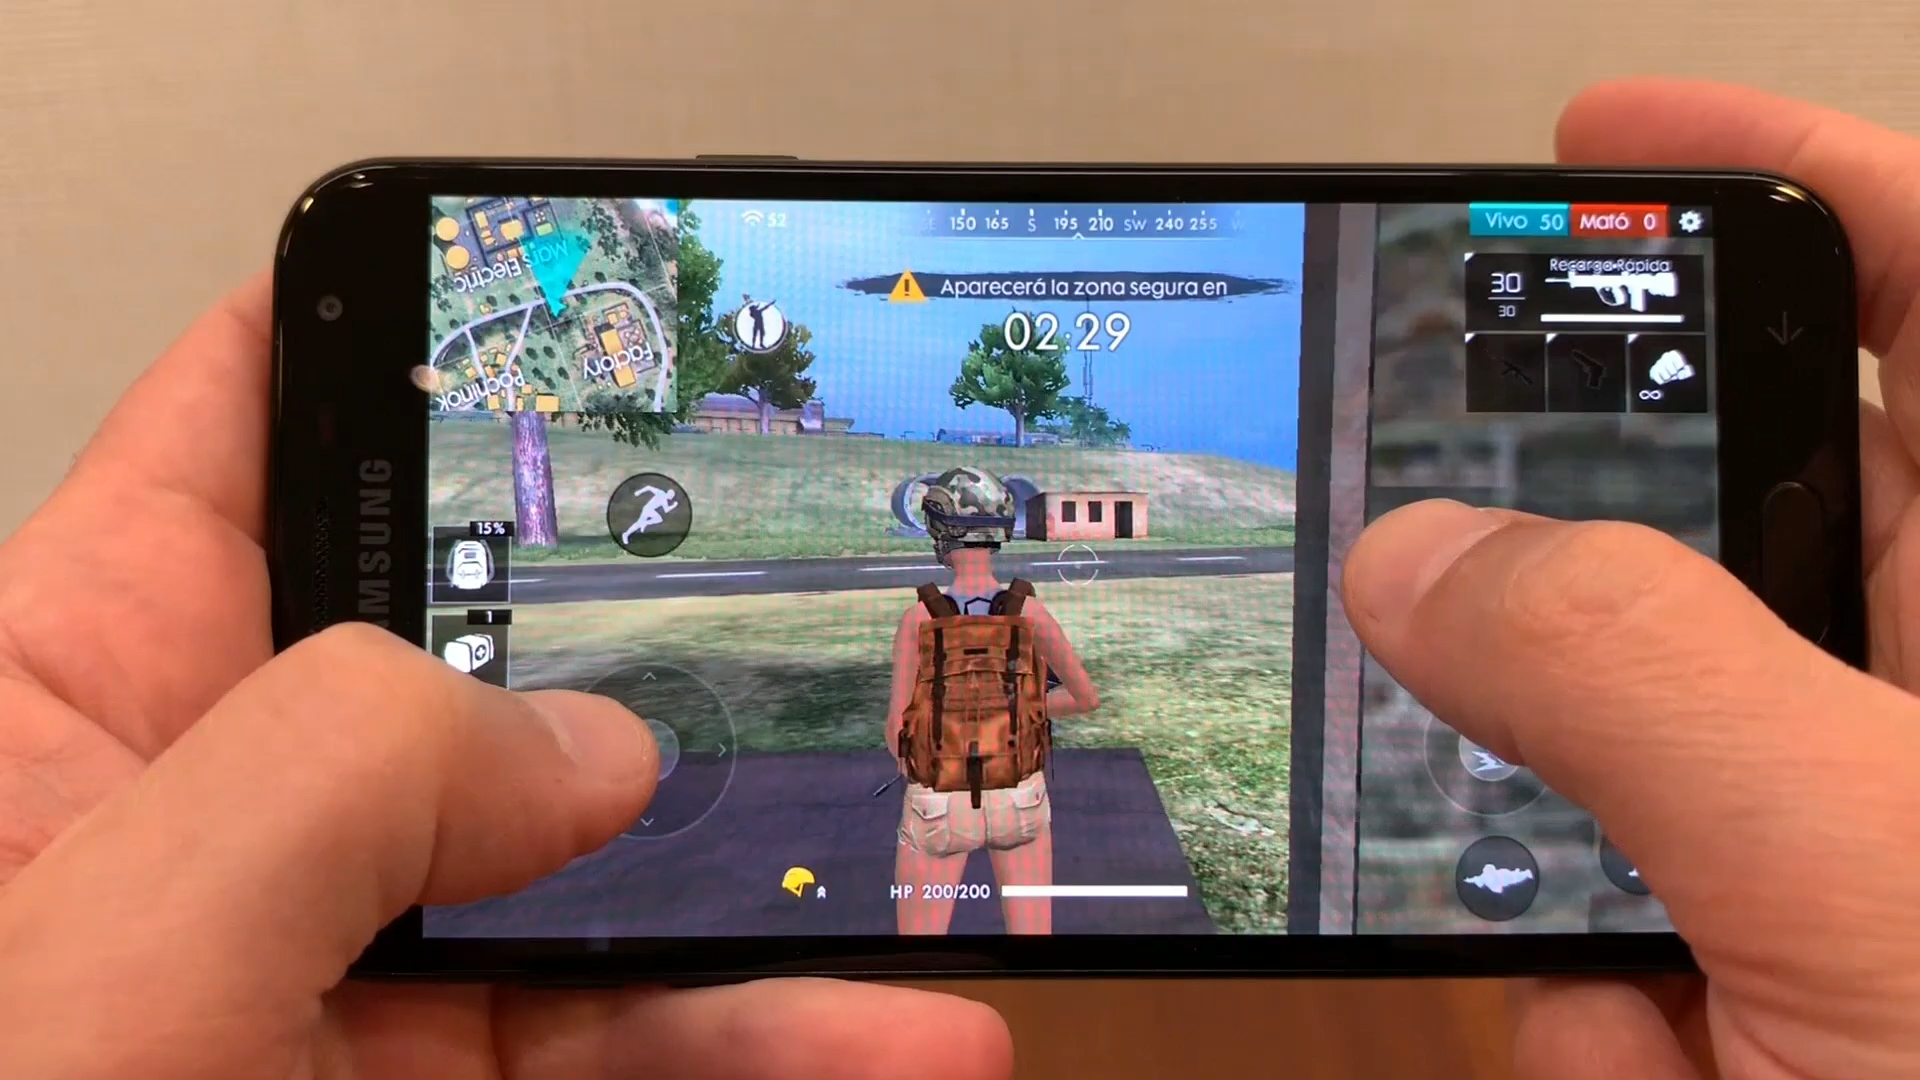 52
150 165 S 195 210 SW 240 255
Vivo 50 Mató 0
Mars Electric
Factory
Pochinok
Aparecerá la zona segura en
02:29
Recarga Rápida
30
30
∞
SAMSUNG
15%
1
HP 200/200